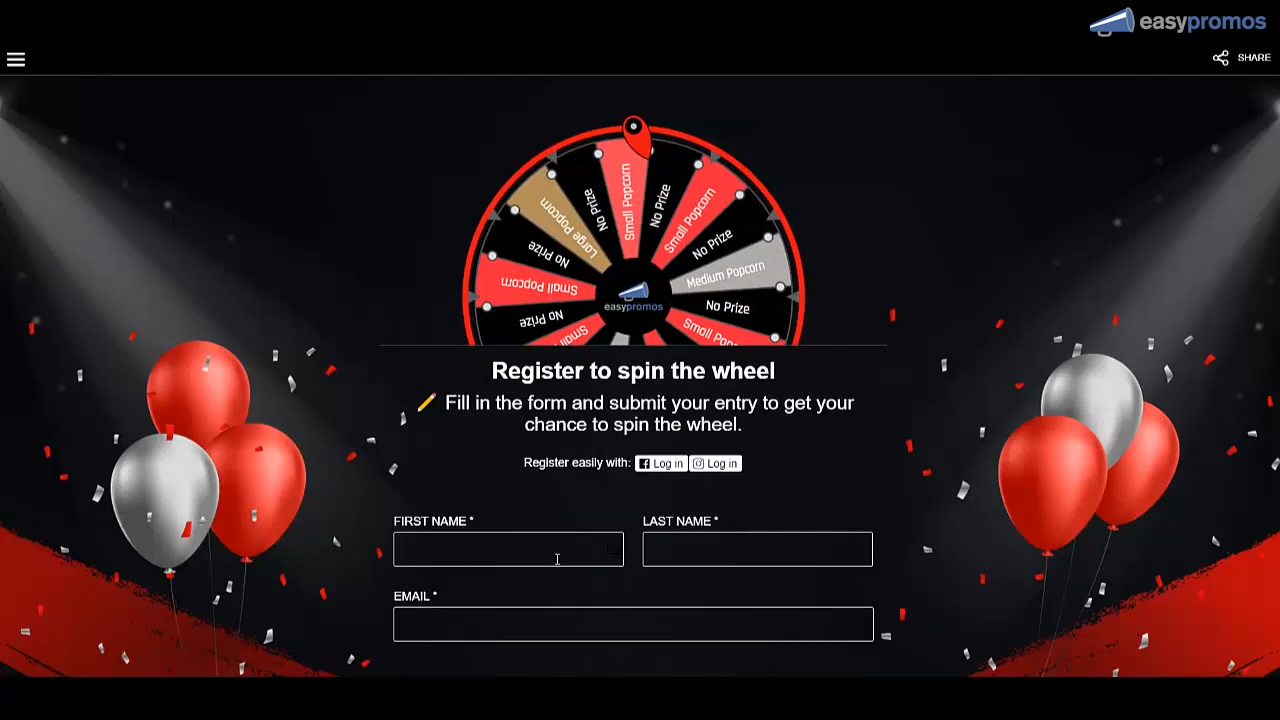 easypromos
SHARE
Small Popcorn
No Prize
Small Popcorn
No Prize
Medium Popcorn
No Prize
Small Pop
Small
No Prize
Small Popcorn
No Prize
Large Popcorn
No Prize
easypromos
Register to spin the wheel
Fill in the form and submit your entry to get your
chance to spin the wheel.
Register easily with: Log in Log in
FIRST NAME * LAST NAME *
EMAIL *